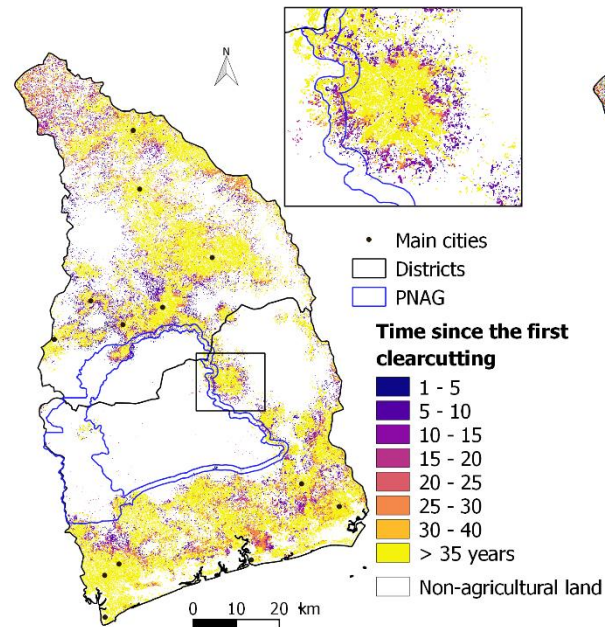 N
Main cities
Districts
PNAG
Time since the first
clearcutting
1 - 5
5 - 10
10 - 15
15 - 20
20 - 25
25 - 30
30 - 40
> 35 years
Non-agricultural land
0 10 20 km